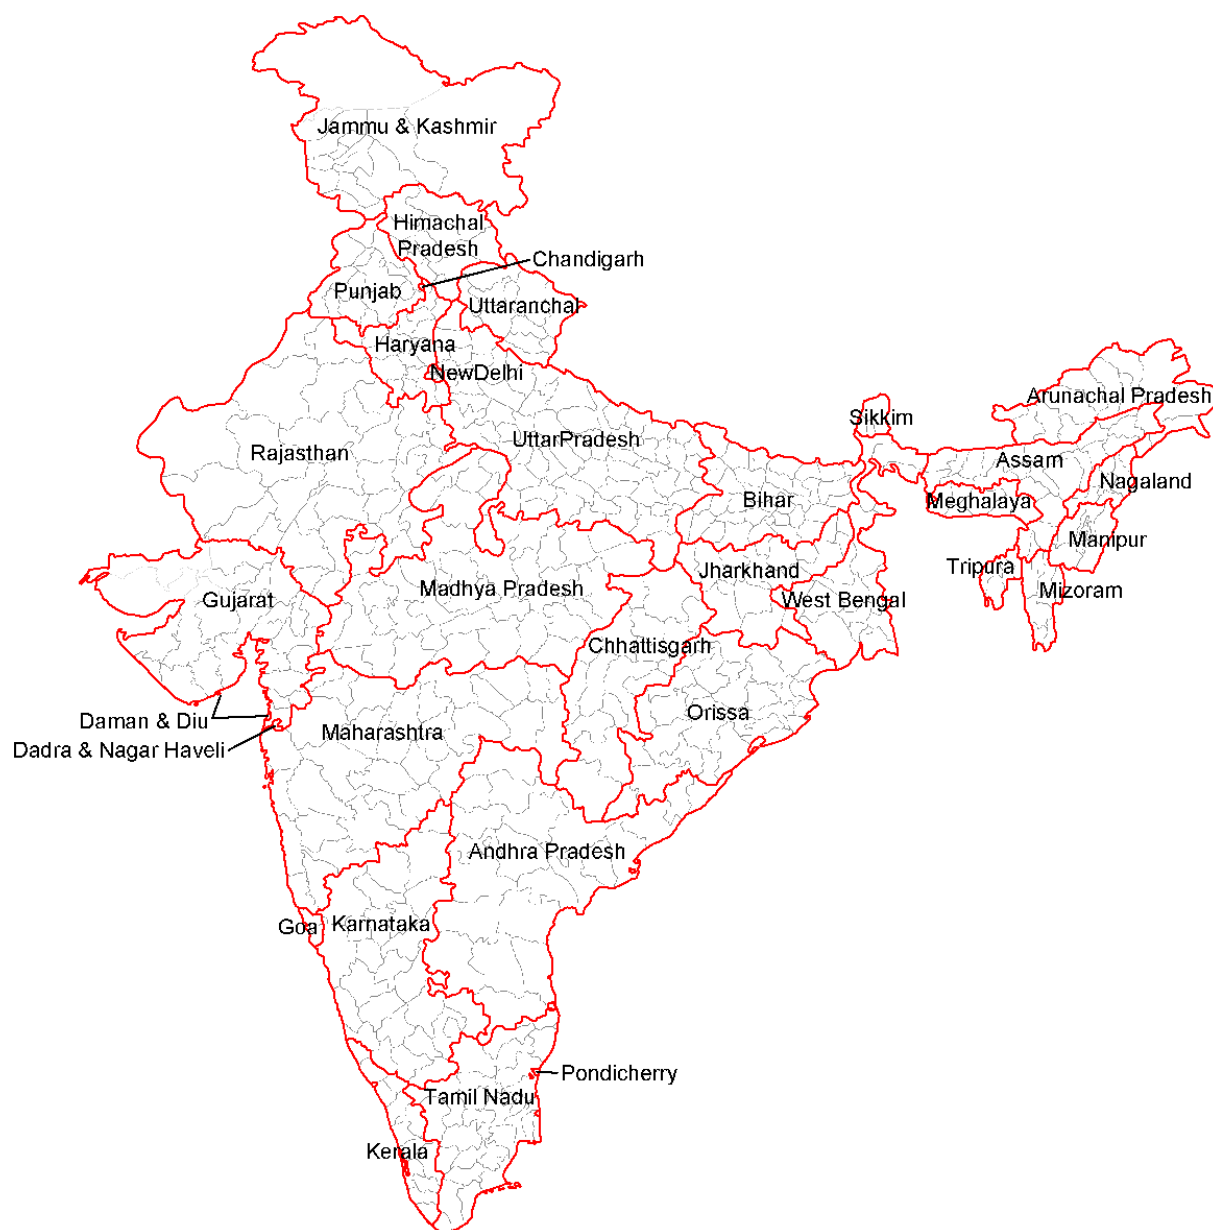 Jammu & Kashmir
Himachal
Pradesh
Chandigarh
Punjab
Uttaranchal
Haryana
NewDelhi
Arunachal Pradesh
Sikkim
UttarPradesh
Rajasthan
Assam
Nagaland
Bihar
Meghalaya
Manipur
Tripura
Jharkhand
Madhya Pradesh
Mizoram
Gujarat
West Bengal
Chhattisgarh
Orissa
Daman & Diu
Maharashtra
Dadra & Nagar Haveli
Andhra Pradesh
Goa
Karnataka
Pondicherry
Tamil Nadu
Kerala